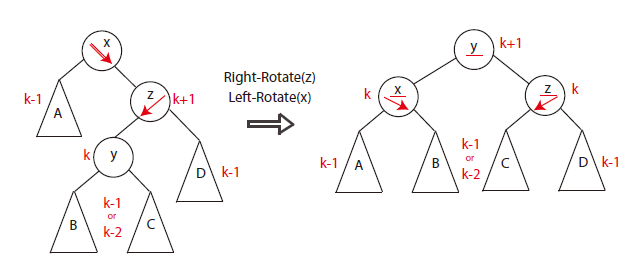 x
k-1
A
z
k+1
k
y
D
k-1
B
k-1
or
k-2
C
Right-Rotate(z)
Left-Rotate(x)
y
k+1
k
x
z
k
k-1
A
B
k-1
or
k-2
C
D
k-1